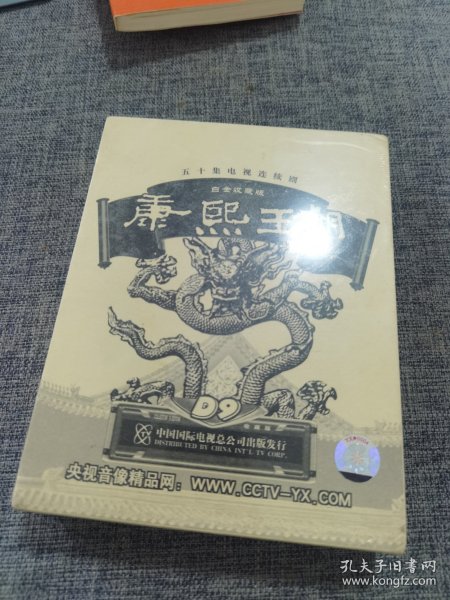 五十集电视连续剧
白金收藏版
康熙王朝
D9
收藏版
中国国际电视总公司出版发行
DISTRIBUTED BY CHINA INT'L TV CORP.
央视音像精品网：WWW.CCTV-YX.COM
孔夫子旧书网
www.kongfz.com